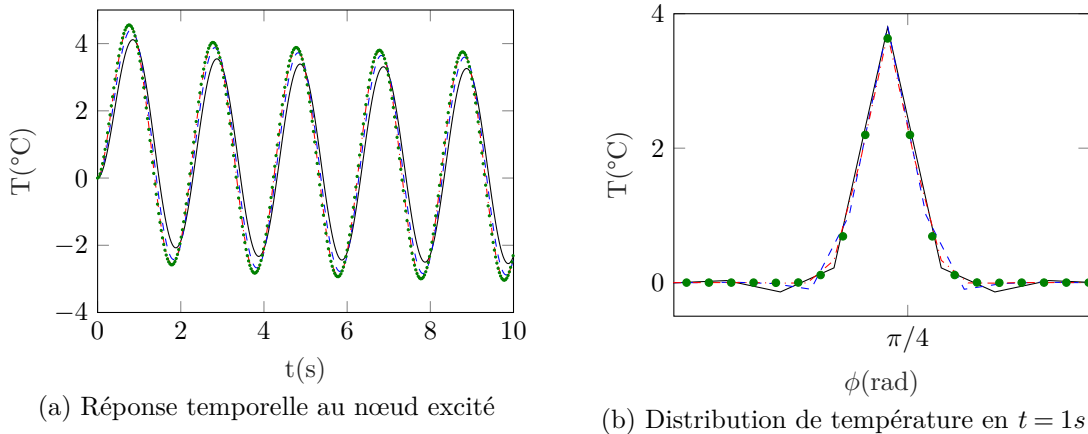 4
2
0
−2
−4
0
2
4
6
8
10
T(°C)
t(s)
(a) Réponse temporelle au nœud excité
4
2
0
π/4
T(°C)
ϕ(rad)
(b) Distribution de température en t = 1s